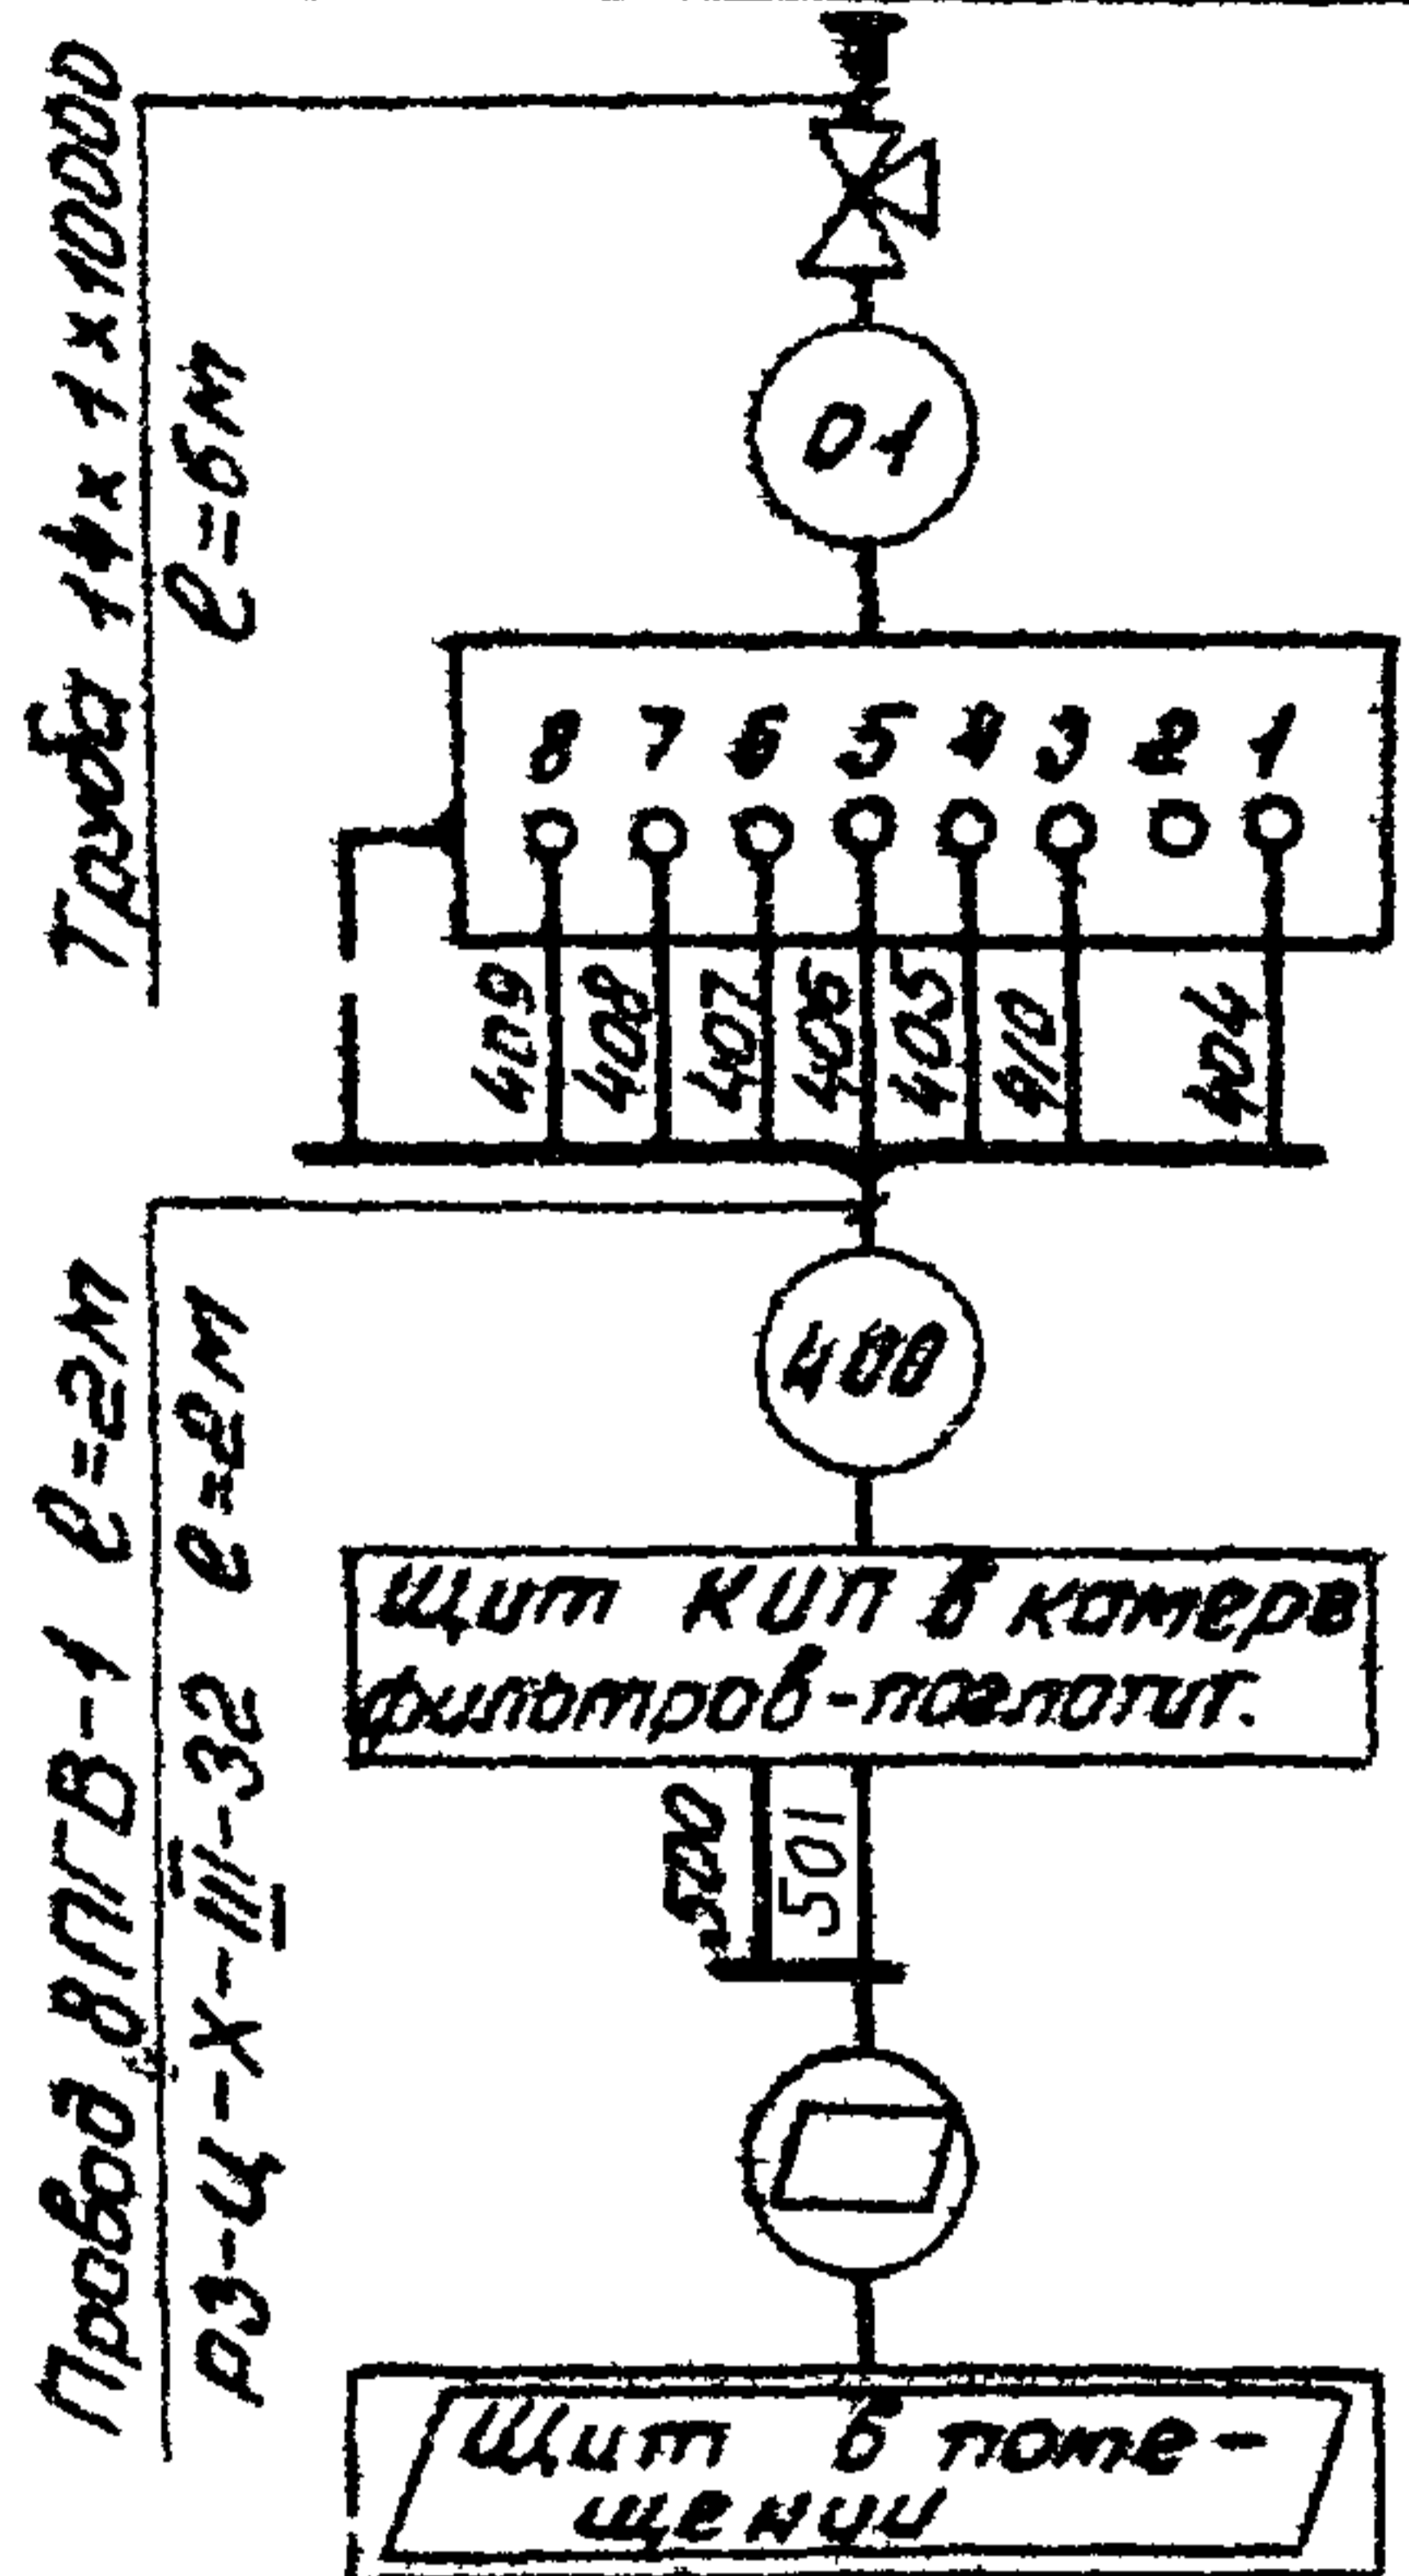 Труба 14×1×10000
ℓ=6м
01
8 7 6 5 4 3 2 1
409 408 407 406 405 410 404
Провод 8ПГВ-1 ℓ=2м
РЗ-Ц-Х-III-32 ℓ=2м
400
Щит КИП в камере
фильтров-поглотит.
500 501
Щит в поме-
щении